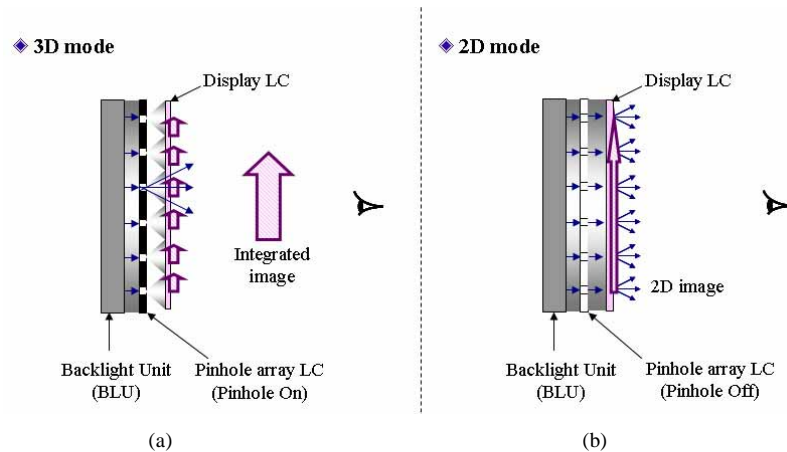 3D mode
Display LC
Integrated
image
Backlight Unit
(BLU)
Pinhole array LC
(Pinhole On)
(a)
2D mode
Display LC
2D image
Backlight Unit
(BLU)
Pinhole array LC
(Pinhole Off)
(b)